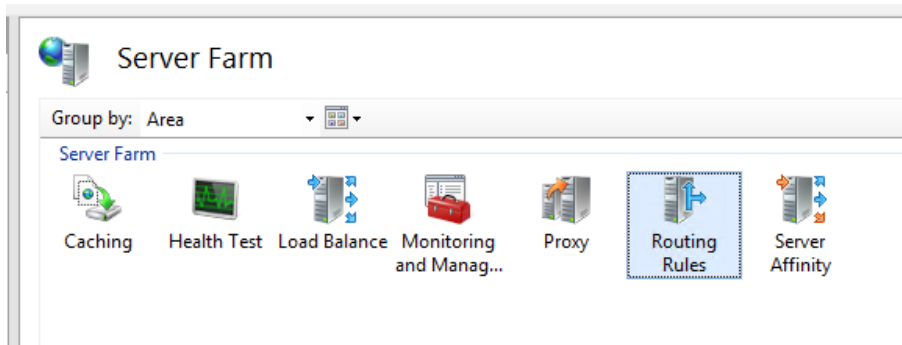 Server Farm
Group by: Area
Server Farm
Caching
Health Test
Load Balance
Monitoring
and Manag...
Proxy
Routing
Rules
Server
Affinity